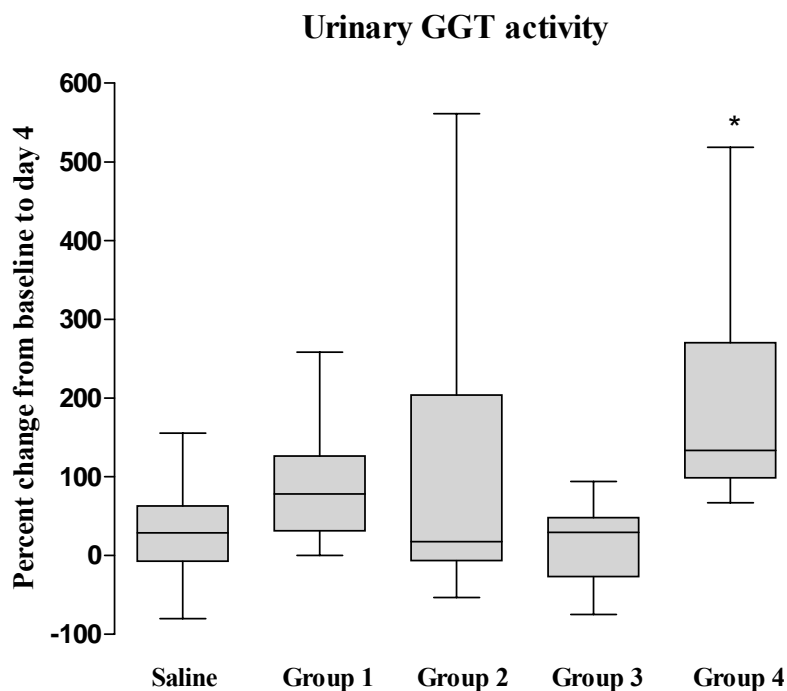 Urinary GGT activity
Percent change from baseline to day 4
600
500
400
300
200
100
0
-100
*
Saline
Group 1
Group 2
Group 3
Group 4